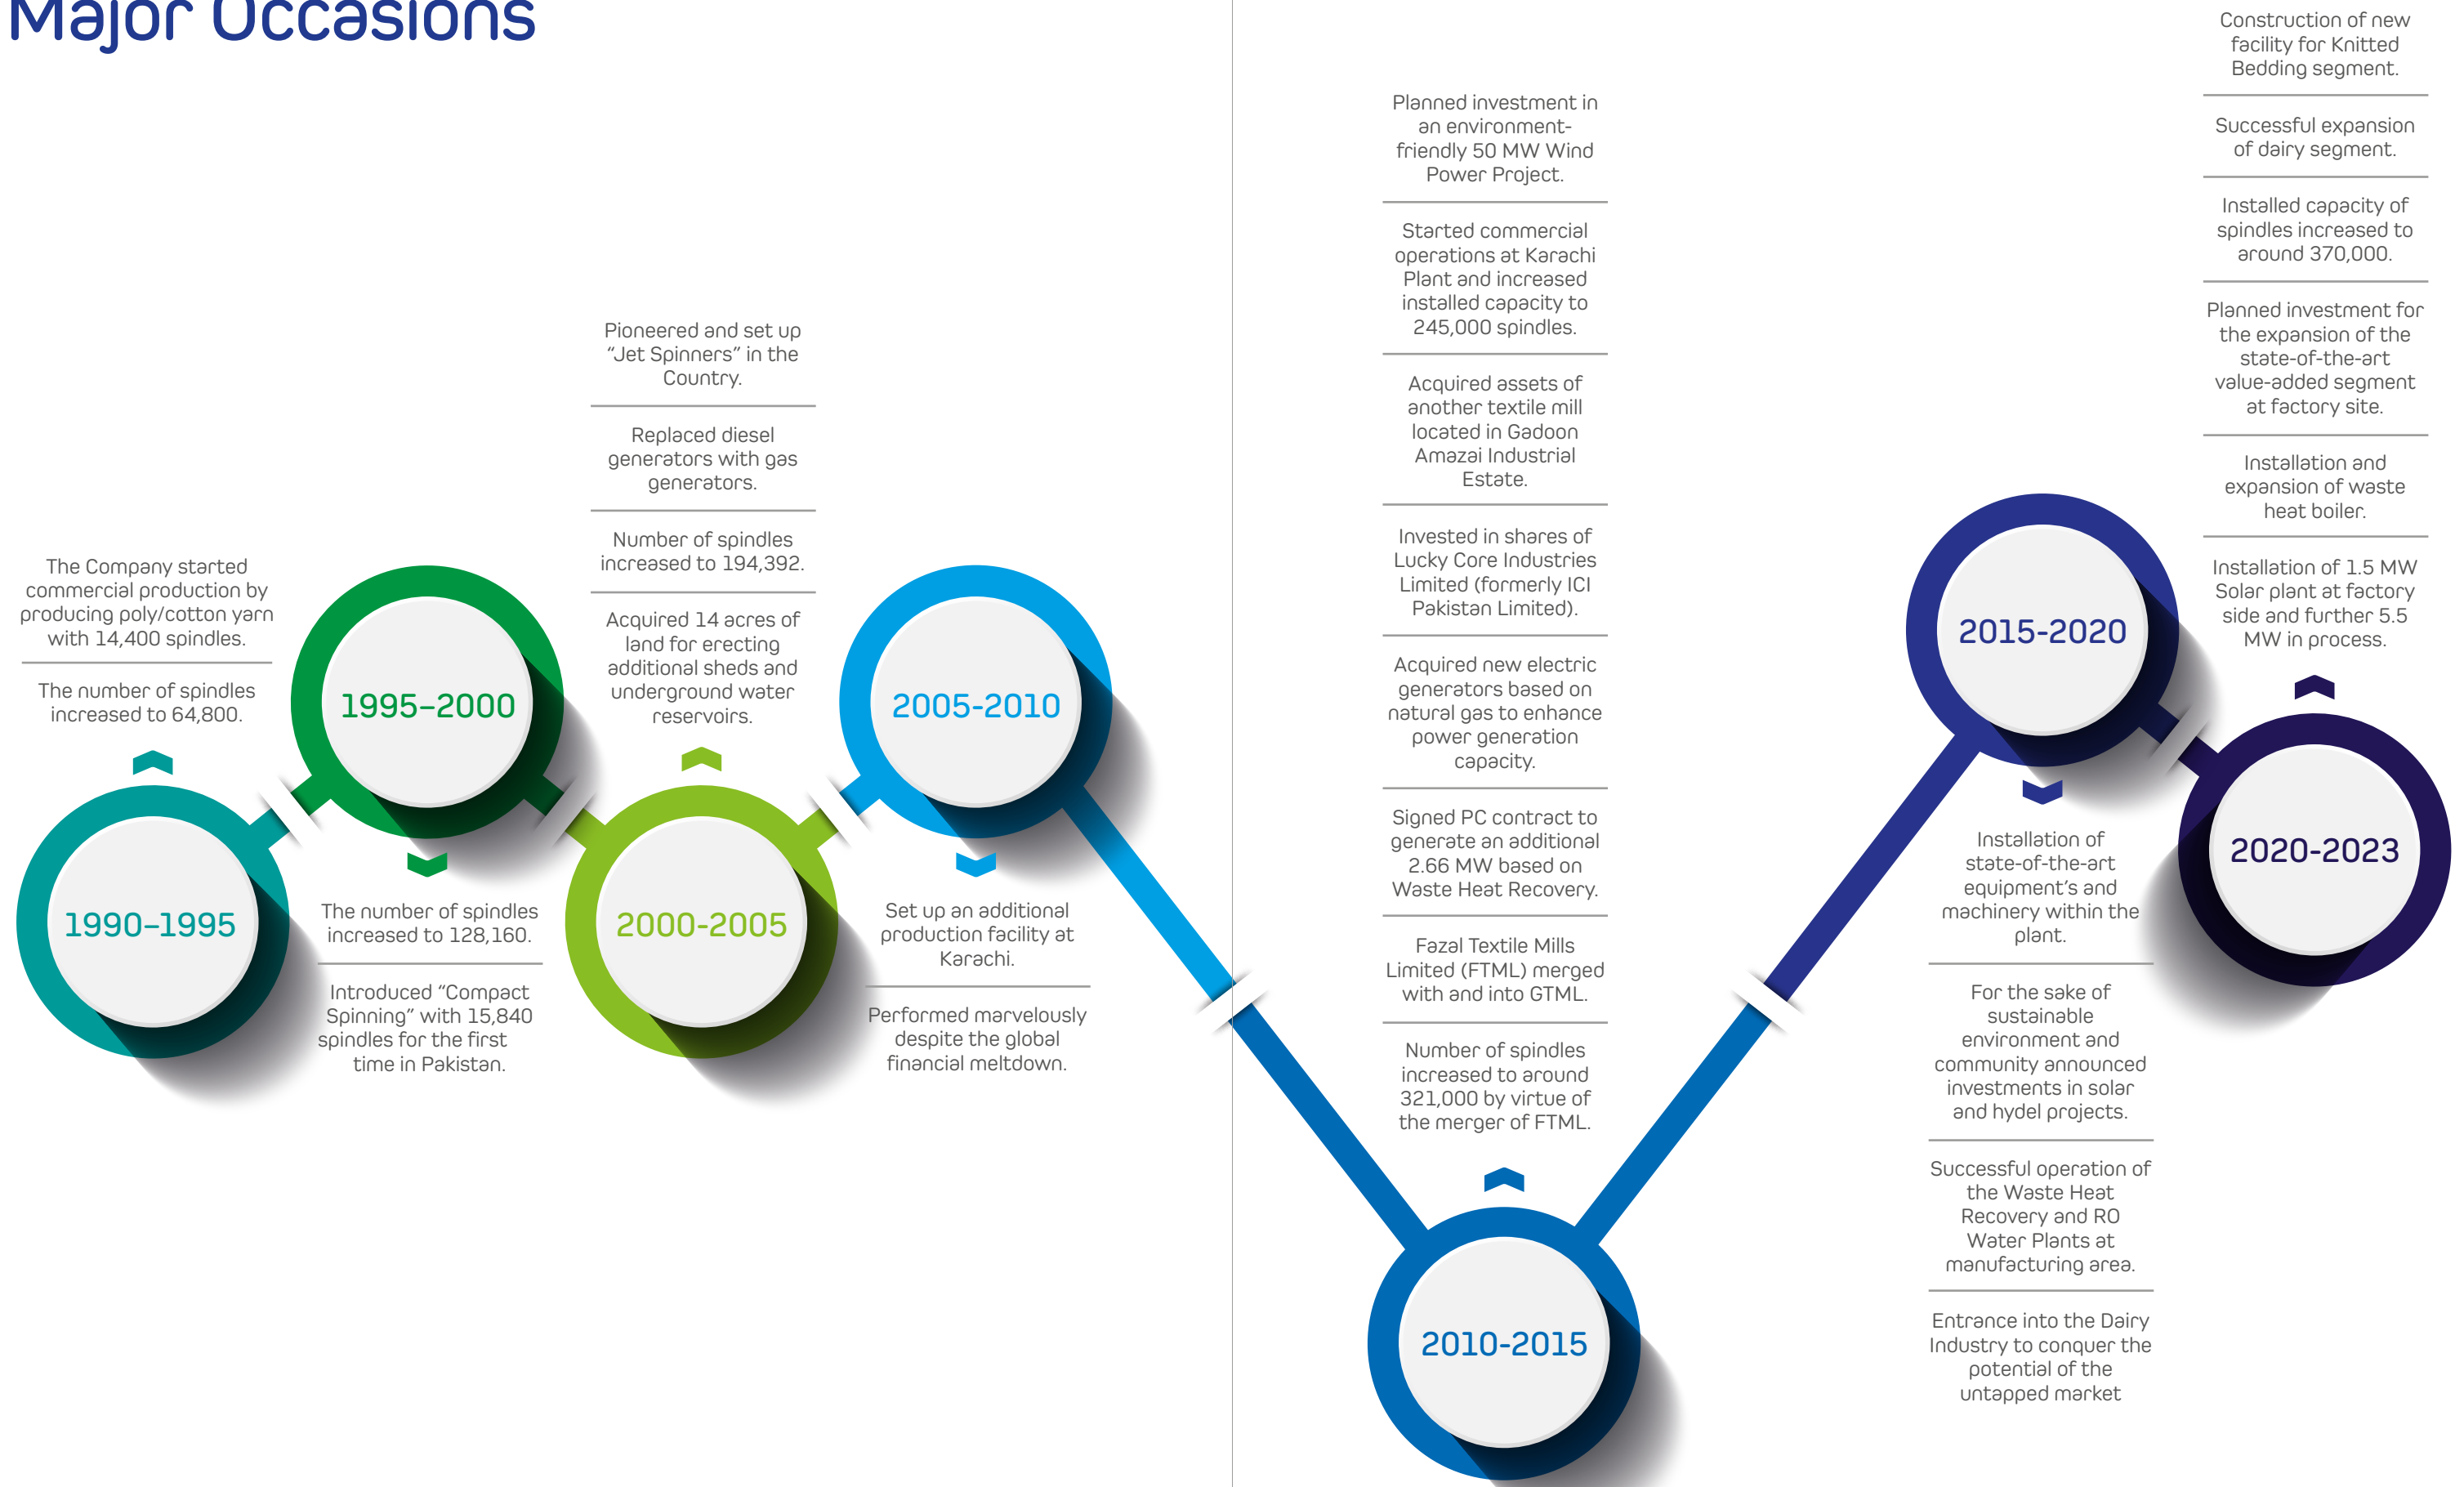 Major Occasions
The Company started
commercial production by
producing poly/cotton yarn
with 14,400 spindles.
The number of spindles
increased to 64,800.
1990–1995
1995–2000
The number of spindles
increased to 128,160.
Introduced “Compact
Spinning” with 15,840
spindles for the first
time in Pakistan.
Pioneered and set up
“Jet Spinners” in the
Country.
Replaced diesel
generators with gas
generators.
Number of spindles
increased to 194,392.
Acquired 14 acres of
land for erecting
additional sheds and
underground water
reservoirs.
2000-2005
2005-2010
Set up an additional
production facility at
Karachi.
Performed marvelously
despite the global
financial meltdown.
Planned investment in
an environment-
friendly 50 MW Wind
Power Project.
Started commercial
operations at Karachi
Plant and increased
installed capacity to
245,000 spindles.
Acquired assets of
another textile mill
located in Gadoon
Amazai Industrial
Estate.
Invested in shares of
Lucky Core Industries
Limited (formerly ICI
Pakistan Limited).
Acquired new electric
generators based on
natural gas to enhance
power generation
capacity.
Signed PC contract to
generate an additional
2.66 MW based on
Waste Heat Recovery.
Fazal Textile Mills
Limited (FTML) merged
with and into GTML.
Number of spindles
increased to around
321,000 by virtue of
the merger of FTML.
2010-2015
2015-2020
Installation of
state-of-the-art
equipment’s and
machinery within the
plant.
For the sake of
sustainable
environment and
community announced
investments in solar
and hydel projects.
Successful operation of
the Waste Heat
Recovery and RO
Water Plants at
manufacturing area.
Entrance into the Dairy
Industry to conquer the
potential of the
untapped market
Construction of new
facility for Knitted
Bedding segment.
Successful expansion
of dairy segment.
Installed capacity of
spindles increased to
around 370,000.
Planned investment for
the expansion of the
state-of-the-art
value-added segment
at factory site.
Installation and
expansion of waste
heat boiler.
Installation of 1.5 MW
Solar plant at factory
side and further 5.5
MW in process.
2020-2023